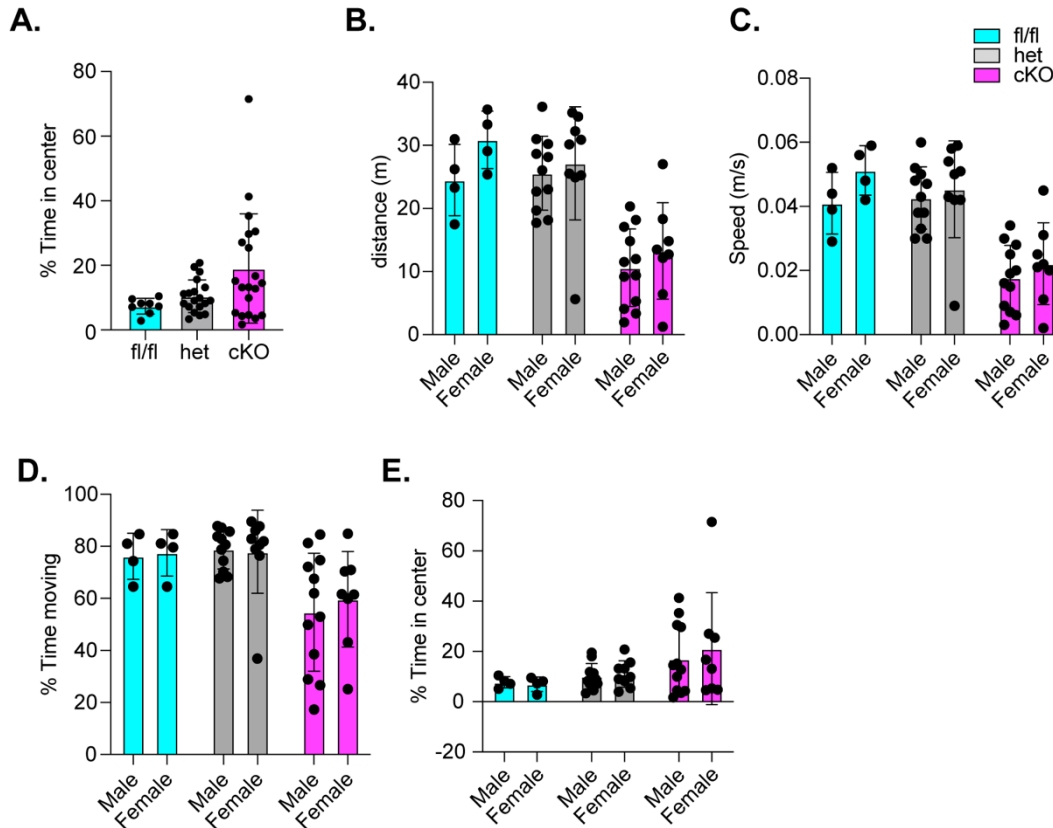 A.
% Time in center
80
60
40
20
0
fl/fl het cKO
B.
distance (m)
40
30
20
10
0
Male Female Male Female Male Female
C.
fl/fl
het
cKO
Speed (m/s)
0.08
0.06
0.04
0.02
0.00
Male Female Male Female Male Female
D.
% Time moving
100
80
60
40
20
0
Male Female Male Female Male Female
E.
% Time in center
80
60
40
20
0
-20
Male Female Male Female Male Female